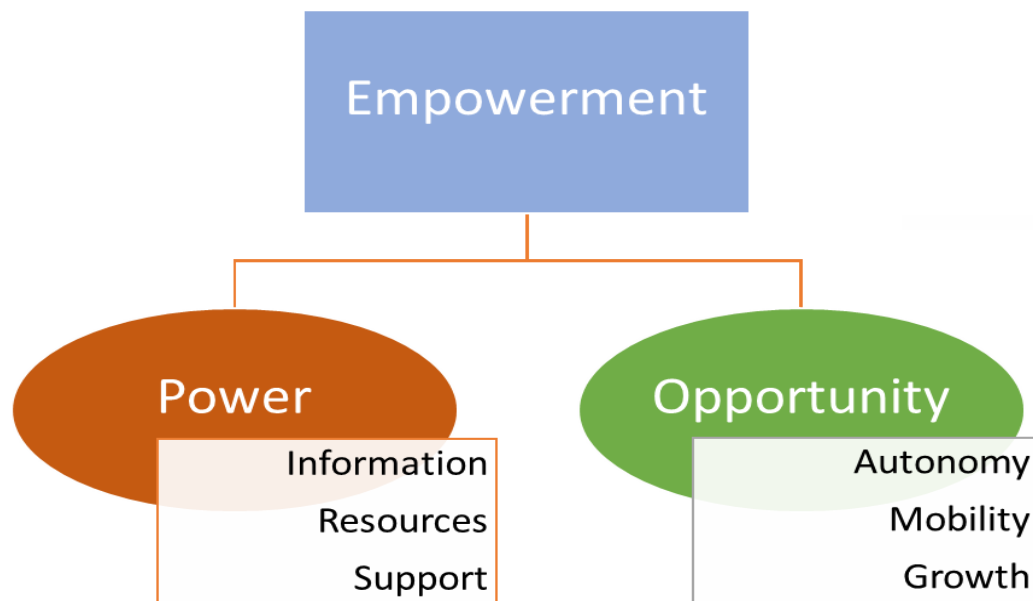 Empowerment
Power
Information
Resources
Support
Opportunity
Autonomy
Mobility
Growth